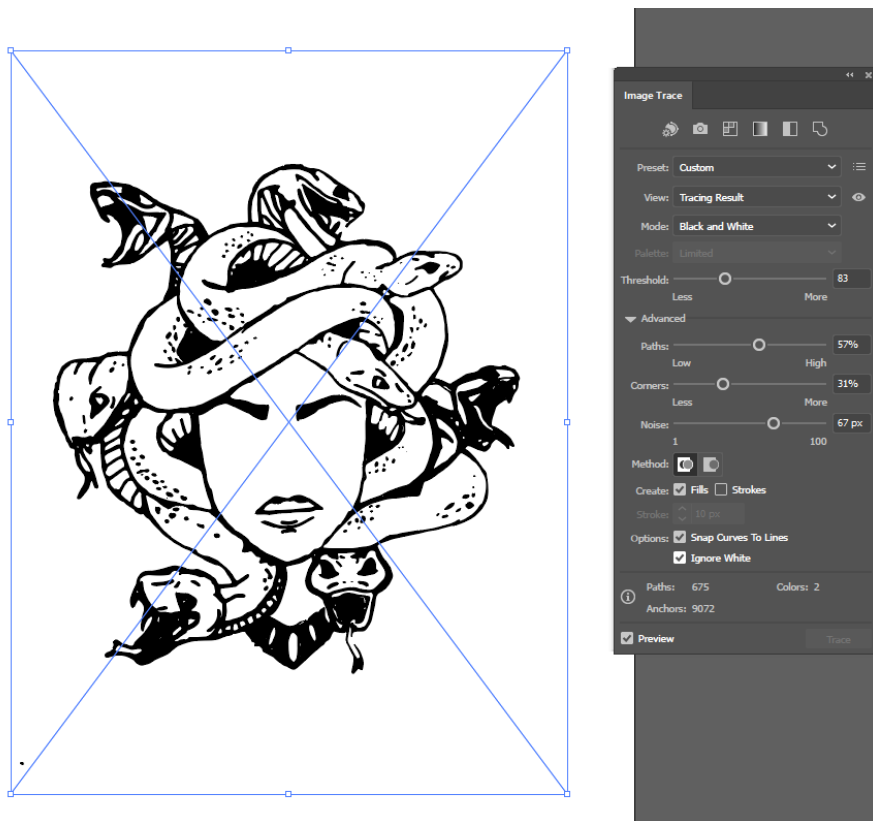 Image Trace
Preset: Custom
View: Tracing Result
Mode: Black and White
Palette: Limited
Threshold: 83
Less More
Advanced
Paths: 57%
Low High
Corners: 31%
Less More
Noise: 67 px
1 100
Method:
Create: Fills Strokes
Stroke: 10 px
Options: Snap Curves To Lines
Ignore White
Paths: 675 Colors: 2
Anchors: 9072
Preview Trace